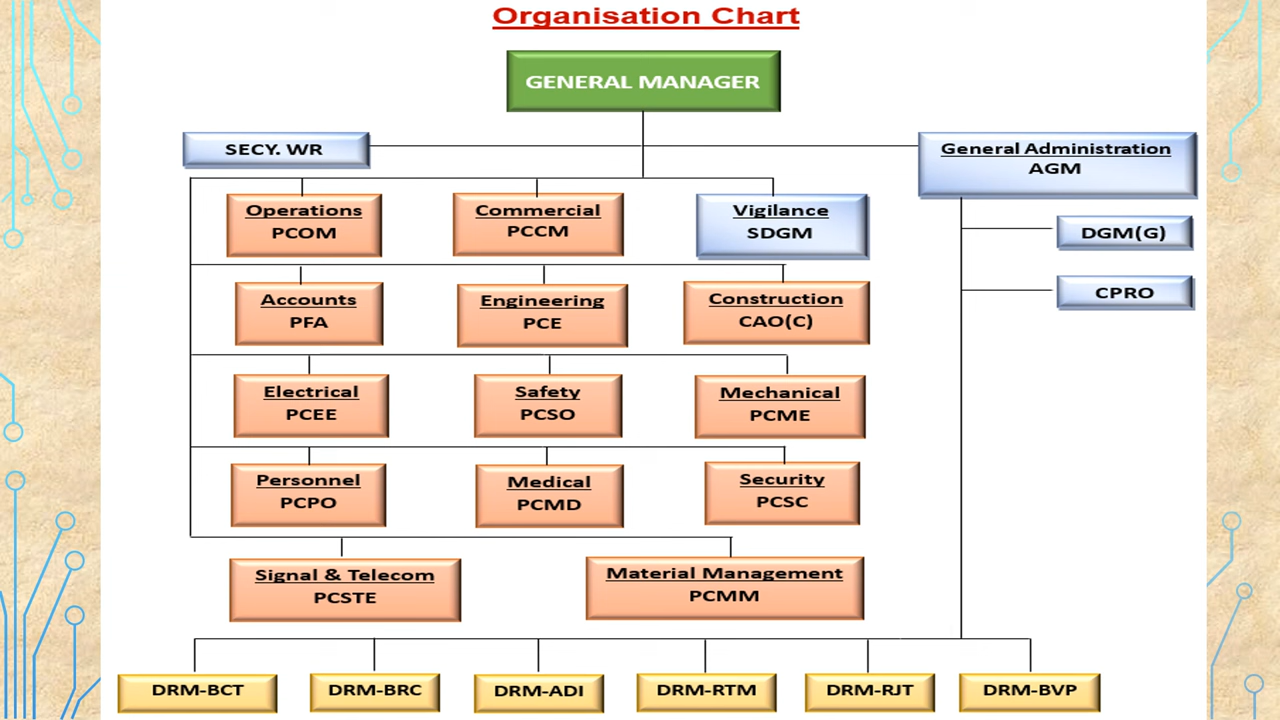 Organisation Chart
GENERAL MANAGER
SECY. WR
General Administration
AGM
Operations
PCOM
Commercial
PCCM
Vigilance
SDGM
DGM(G)
CPRO
Accounts
PFA
Engineering
PCE
Construction
CAO(C)
Electrical
PCEE
Safety
PCSO
Mechanical
PCME
Personnel
PCPO
Medical
PCMD
Security
PCSC
Signal & Telecom
PCSTE
Material Management
PCMM
DRM-BCT
DRM-BRC
DRM-ADI
DRM-RTM
DRM-RJT
DRM-BVP